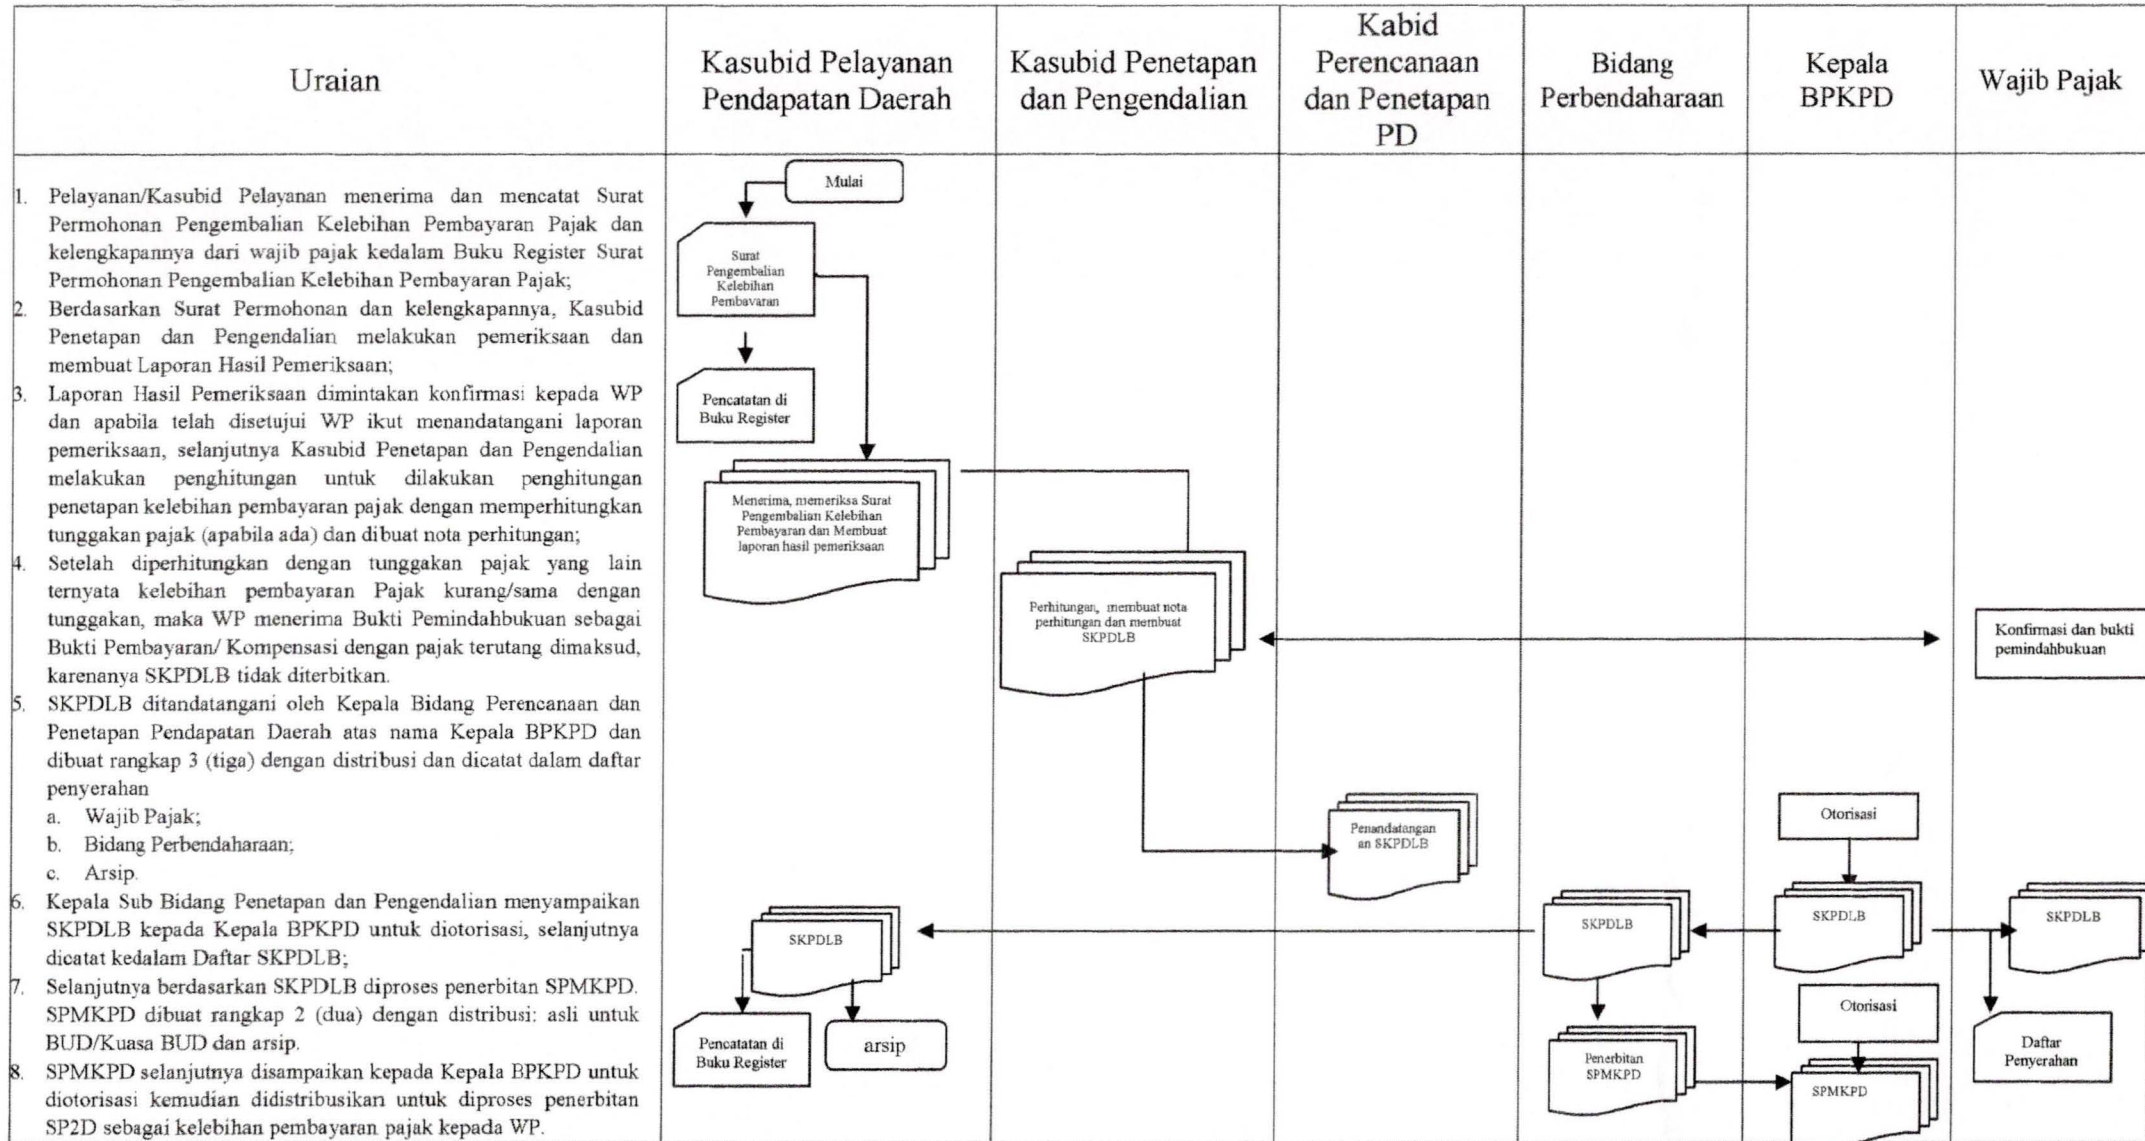 Uraian
Kasubid Pelayanan
Pendapatan Daerah
Kasubid Penetapan
dan Pengendalian
Kabid
Perencanaan
dan Penetapan
PD
Bidang
Perbendaharaan
Kepala
BPKPD
Wajib Pajak
1. Pelayanan/Kasubid Pelayanan menerima dan mencatat Surat
Permohonan Pengembalian Kelebihan Pembayaran Pajak dan
kelengkapannya dari wajib pajak kedalam Buku Register Surat
Permohonan Pengembalian Kelebihan Pembayaran Pajak;
2. Berdasarkan Surat Permohonan dan kelengkapannya, Kasubid
Penetapan dan Pengendalian melakukan pemeriksaan dan
membuat Laporan Hasil Pemeriksaan;
3. Laporan Hasil Pemeriksaan dimintakan konfirmasi kepada WP
dan apabila telah disetujui WP ikut menandatangani laporan
pemeriksaan, selanjutnya Kasubid Penetapan dan Pengendalian
melakukan penghitungan untuk dilakukan penghitungan
penetapan kelebihan pembayaran pajak dengan memperhitungkan
tunggakan pajak (apabila ada) dan dibuat nota perhitungan;
4. Setelah diperhitungkan dengan tunggakan pajak yang lain
ternyata kelebihan pembayaran Pajak kurang/sama dengan
tunggakan, maka WP menerima Bukti Pemindahbukuan sebagai
Bukti Pembayaran/ Kompensasi dengan pajak terutang dimaksud,
karenanya SKPDLB tidak diterbitkan.
5. SKPDLB ditandatangani oleh Kepala Bidang Perencanaan dan
Penetapan Pendapatan Daerah atas nama Kepala BPKPD dan
dibuat rangkap 3 (tiga) dengan distribusi dan dicatat dalam daftar
penyerahan
a. Wajib Pajak;
b. Bidang Perbendaharaan;
c. Arsip.
6. Kepala Sub Bidang Penetapan dan Pengendalian menyampaikan
SKPDLB kepada Kepala BPKPD untuk diotorisasi, selanjutnya
dicatat kedalam Daftar SKPDLB;
7. Selanjutnya berdasarkan SKPDLB diproses penerbitan SPMKPD.
SPMKPD dibuat rangkap 2 (dua) dengan distribusi: asli untuk
BUD/Kuasa BUD dan arsip.
8. SPMKPD selanjutnya disampaikan kepada Kepala BPKPD untuk
diotorisasi kemudian didistribusikan untuk diproses penerbitan
SP2D sebagai kelebihan pembayaran pajak kepada WP.
Mulai
Surat
Pengembalian
Kelebihan
Pembayaran
Pencatatan di
Buku Register
Menerima, memeriksa Surat
Pengembalian Kelebihan
Pembayaran dan Membuat
laporan hasil pemeriksaan
Perhitungan, membuat nota
perhitungan dan membuat
SKPDLB
Konfirmasi dan bukti
pemindahbukuan
Penandatangan
an SKPDLB
Otorisasi
SKPDLB
SKPDLB
SKPDLB
SKPDLB
Pencatatan di
Buku Register
arsip
Penerbitan
SPMKPD
Otorisasi
SPMKPD
Daftar
Penyerahan